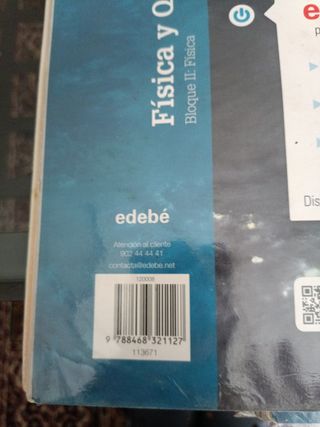 Física y Q
Bloque II: Física
e
p
Dis
edebé
Atención al cliente
902 44 44 41
contacta@edebe.net
120008
9 788468 321127
113671